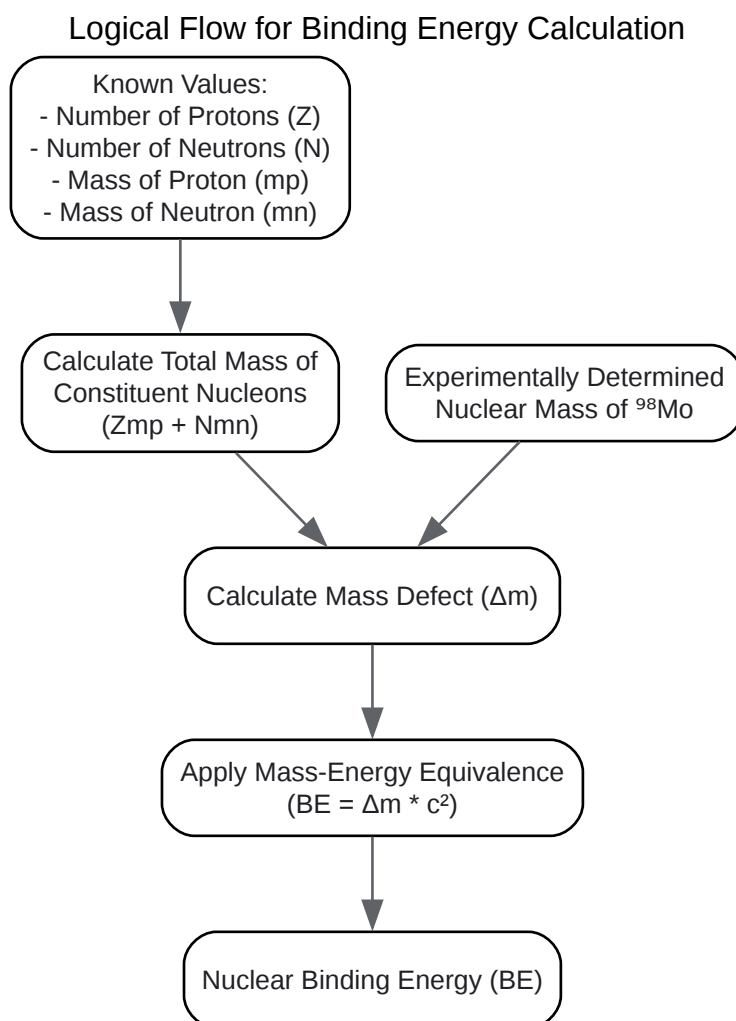 Logical Flow for Binding Energy Calculation
Known Values:
- Number of Protons (Z)
- Number of Neutrons (N)
- Mass of Proton (mp)
- Mass of Neutron (mn)
Calculate Total Mass of
Constituent Nucleons
(Zmp + Nmn)
Experimentally Determined
Nuclear Mass of ⁹⁸Mo
Calculate Mass Defect (Δm)
Apply Mass-Energy Equivalence
(BE = Δm * c²)
Nuclear Binding Energy (BE)